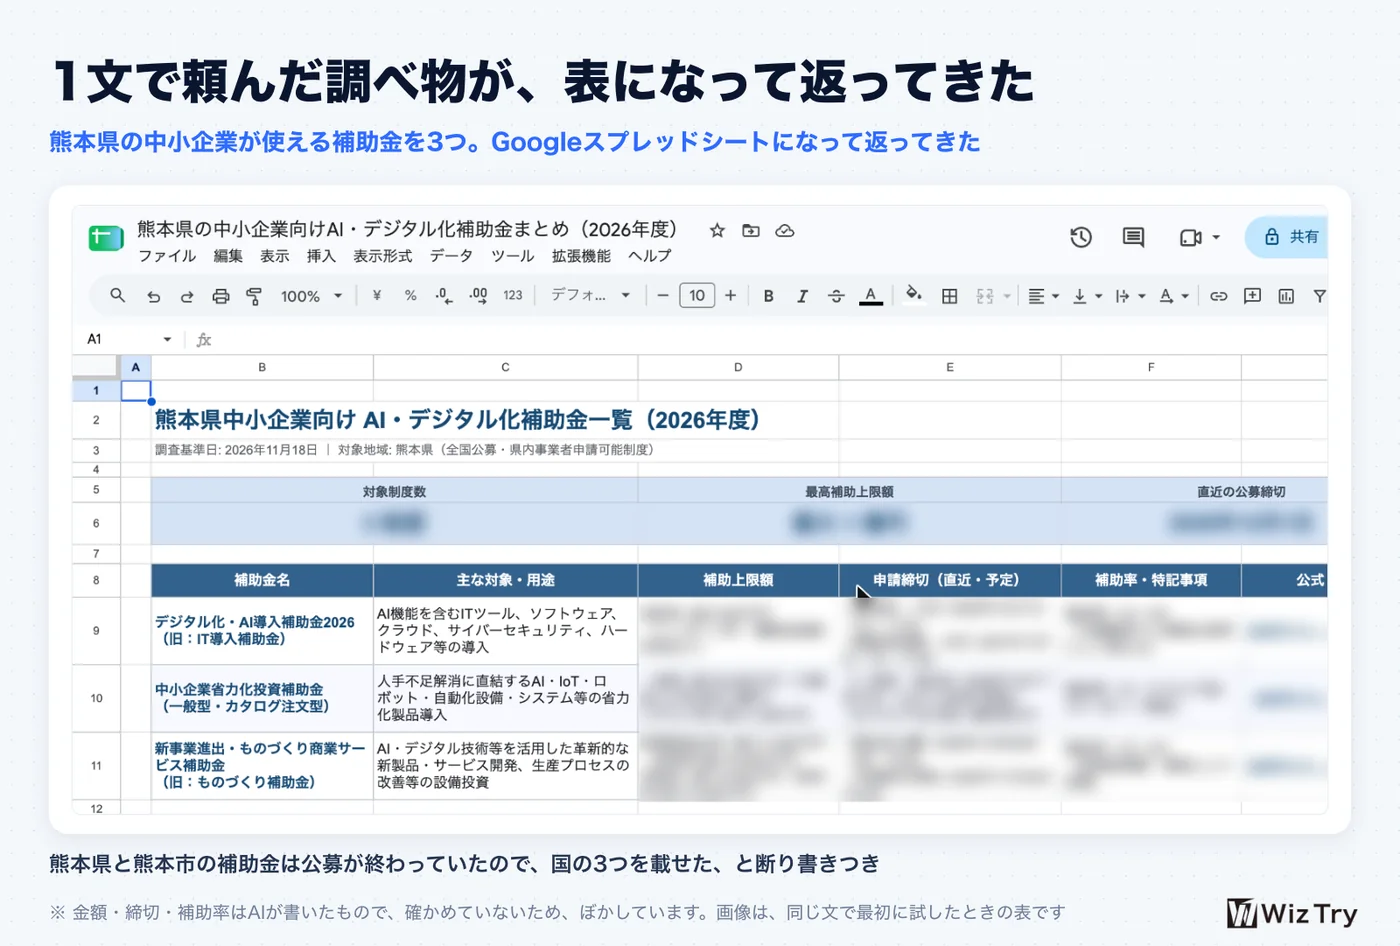 1文で頼んだ調べ物が、表になって返ってきた
熊本県の中小企業が使える補助金を3つ。Googleスプレッドシートになって返ってきた
熊本県の中小企業向けAI・デジタル化補助金まとめ（2026年度）
ファイル 編集 表示 挿入 表示形式 データ ツール 拡張機能 ヘルプ
共有
100% ¥ % .0 .00 123 デフォ... − 10 + B I A
A1 fx
A B C D E F
1
2 熊本県中小企業向け AI・デジタル化補助金一覧（2026年度）
3 調査基準日: 2026年11月18日 ｜ 対象地域: 熊本県（全国公募・県内事業者申請可能制度）
4
5 対象制度数 最高補助上限額 直近の公募締切
6
7
8 補助金名 主な対象・用途 補助上限額 申請締切（直近・予定） 補助率・特記事項 公式
9 デジタル化・AI導入補助金2026
（旧：IT導入補助金）
AI機能を含むITツール、ソフトウェア、
クラウド、サイバーセキュリティ、ハー
ドウェア等の導入
10 中小企業省力化投資補助金
（一般型・カタログ注文型）
人手不足解消に直結するAI・IoT・ロ
ボット・自動化設備・システム等の省力
化製品導入
11 新事業進出・ものづくり商業サー
ビス補助金
（旧：ものづくり補助金）
AI・デジタル技術等を活用した革新的な
新製品・サービス開発、生産プロセスの
改善等の設備投資
12
熊本県と熊本市の補助金は公募が終わっていたので、国の3つを載せた、と断り書きつき
※ 金額・締切・補助率はAIが書いたもので、確かめていないため、ぼかしています。画像は、同じ文で最初に試したときの表です
Wiz Try